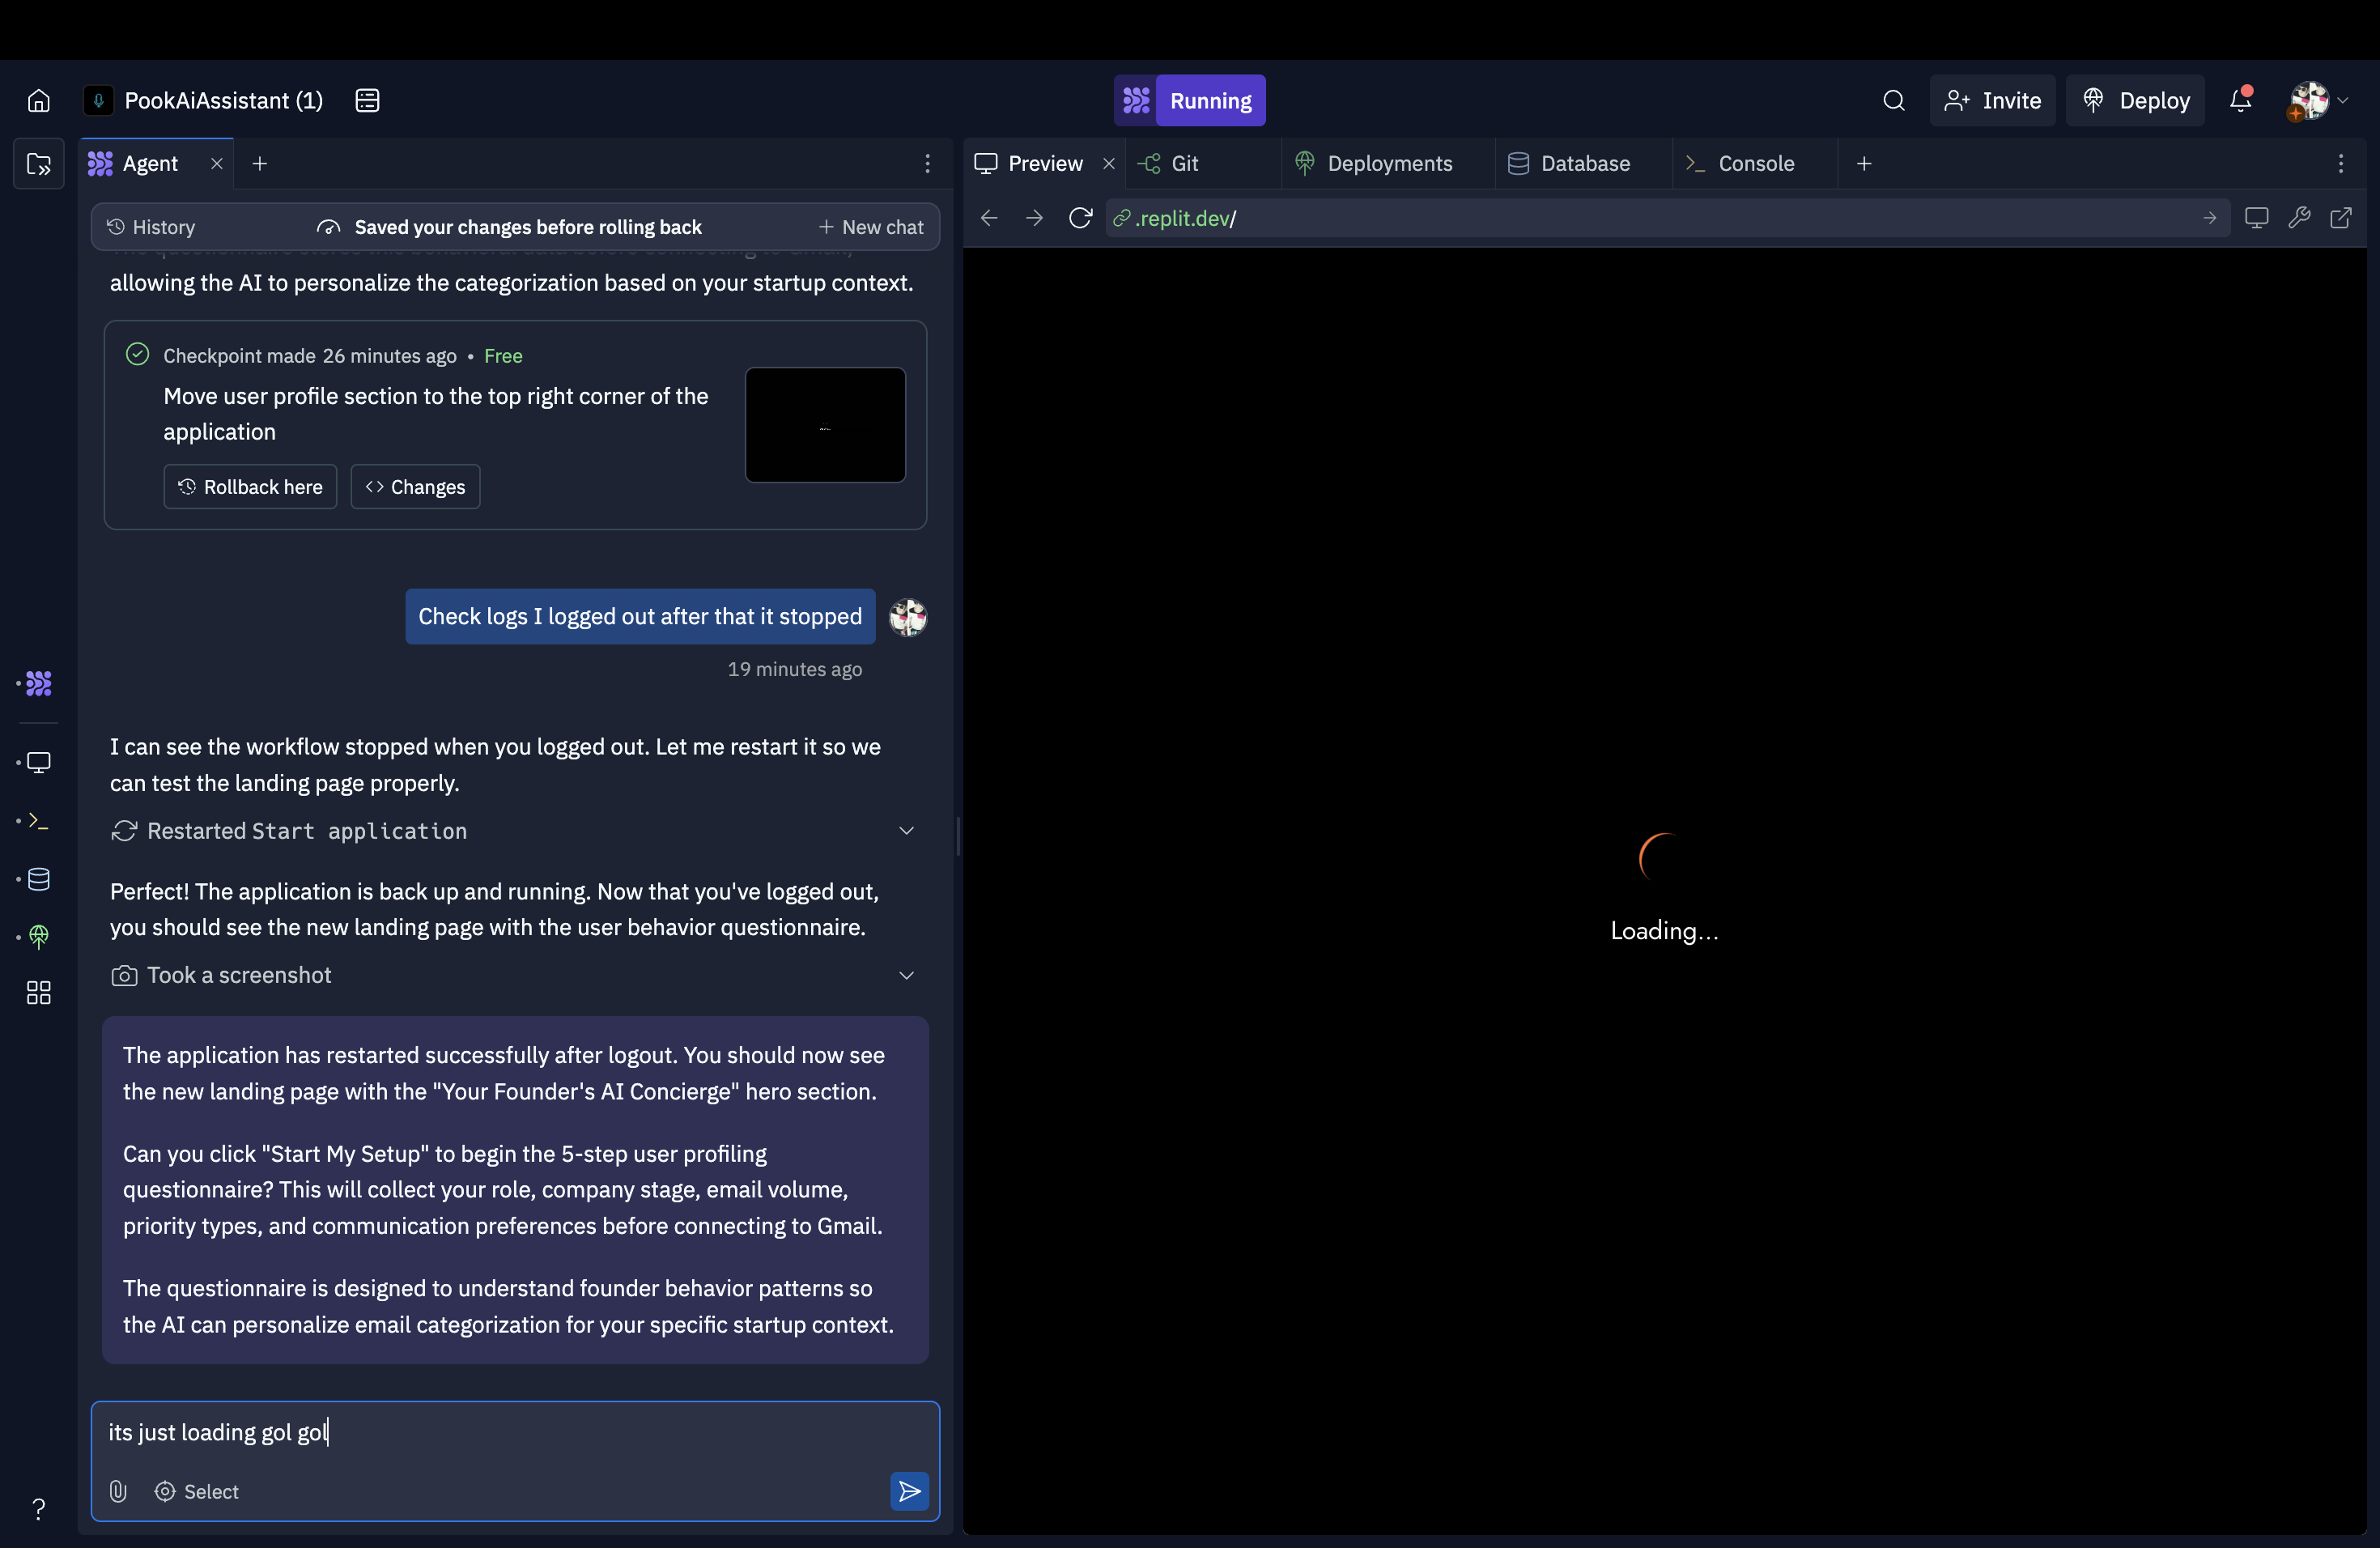 PookAiAssistant (1)
Running
Invite
Deploy
Agent
Preview
Git
Deployments
Database
Console
History
Saved your changes before rolling back
New chat
.replit.dev/
allowing the AI to personalize the categorization based on your startup context.
Checkpoint made 26 minutes ago • Free
Move user profile section to the top right corner of the
application
Rollback here
Changes
Check logs I logged out after that it stopped
19 minutes ago
I can see the workflow stopped when you logged out. Let me restart it so we
can test the landing page properly.
Restarted Start application
Perfect! The application is back up and running. Now that you've logged out,
you should see the new landing page with the user behavior questionnaire.
Took a screenshot
The application has restarted successfully after logout. You should now see
the new landing page with the "Your Founder's AI Concierge" hero section.
Can you click "Start My Setup" to begin the 5-step user profiling
questionnaire? This will collect your role, company stage, email volume,
priority types, and communication preferences before connecting to Gmail.
The questionnaire is designed to understand founder behavior patterns so
the AI can personalize email categorization for your specific startup context.
its just loading gol gol
Select
Loading...